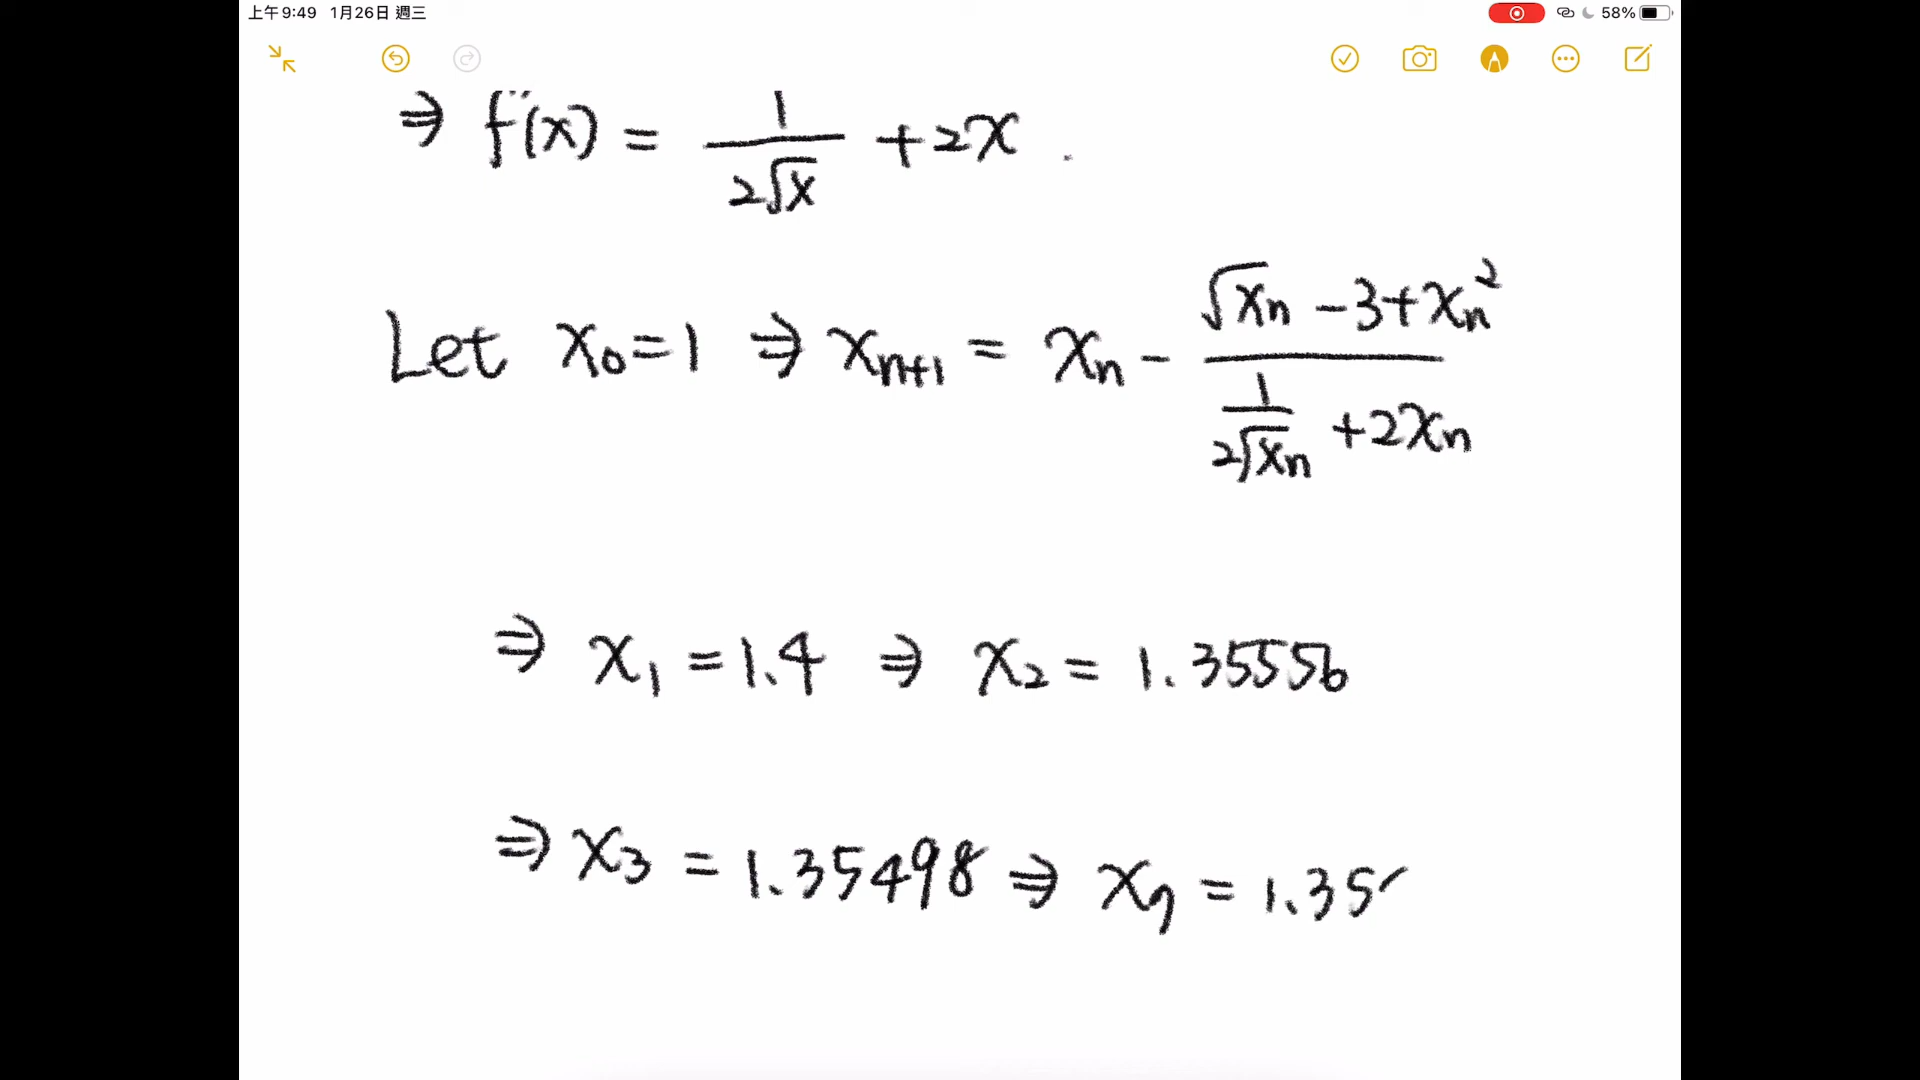 上午9:49 1月26日 週三 58%
⇒ f'(x) = 1/(2√x) + 2x .
Let x₀=1 ⇒ xₙ₊₁ = xₙ - (√xₙ - 3 + xₙ²)/(1/(2√xₙ) + 2xₙ)
⇒ x₁ = 1.4 ⇒ x₂ = 1.35556
⇒ x₃ = 1.35498 ⇒ x₄ = 1.35